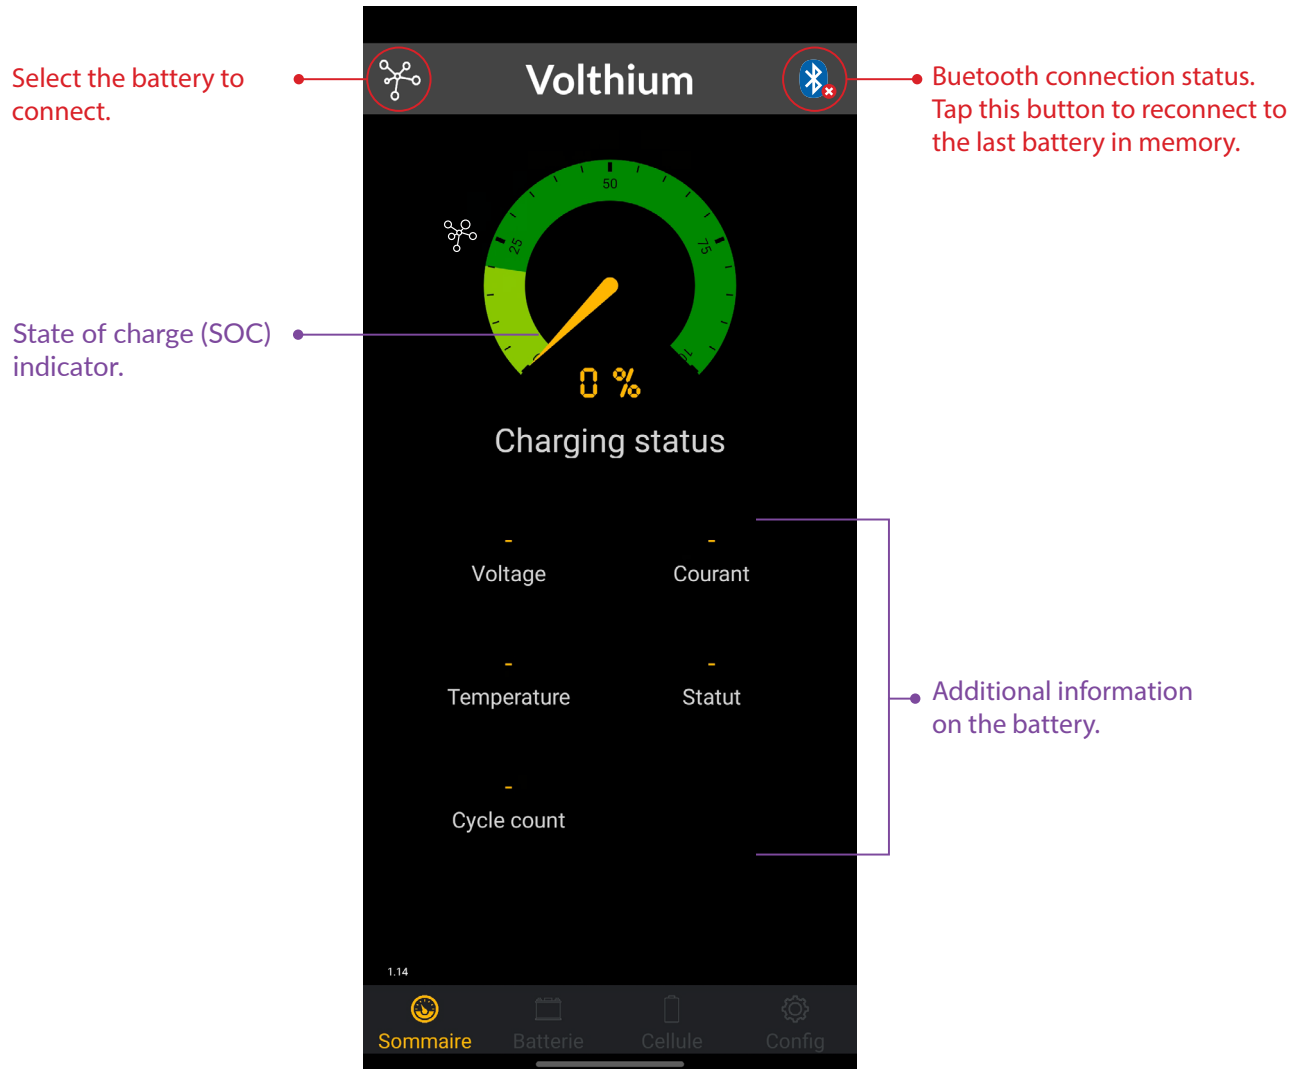 Select the battery to
connect.
Volthium
Buetooth connection status.
Tap this button to reconnect to
the last battery in memory.
50
25
75
0 %
State of charge (SOC)
indicator.
Charging status
-
-
Voltage
Courant
-
-
Temperature
Statut
Additional information
on the battery.
-
Cycle count
1.14
Sommaire
Batterie
Cellule
Config